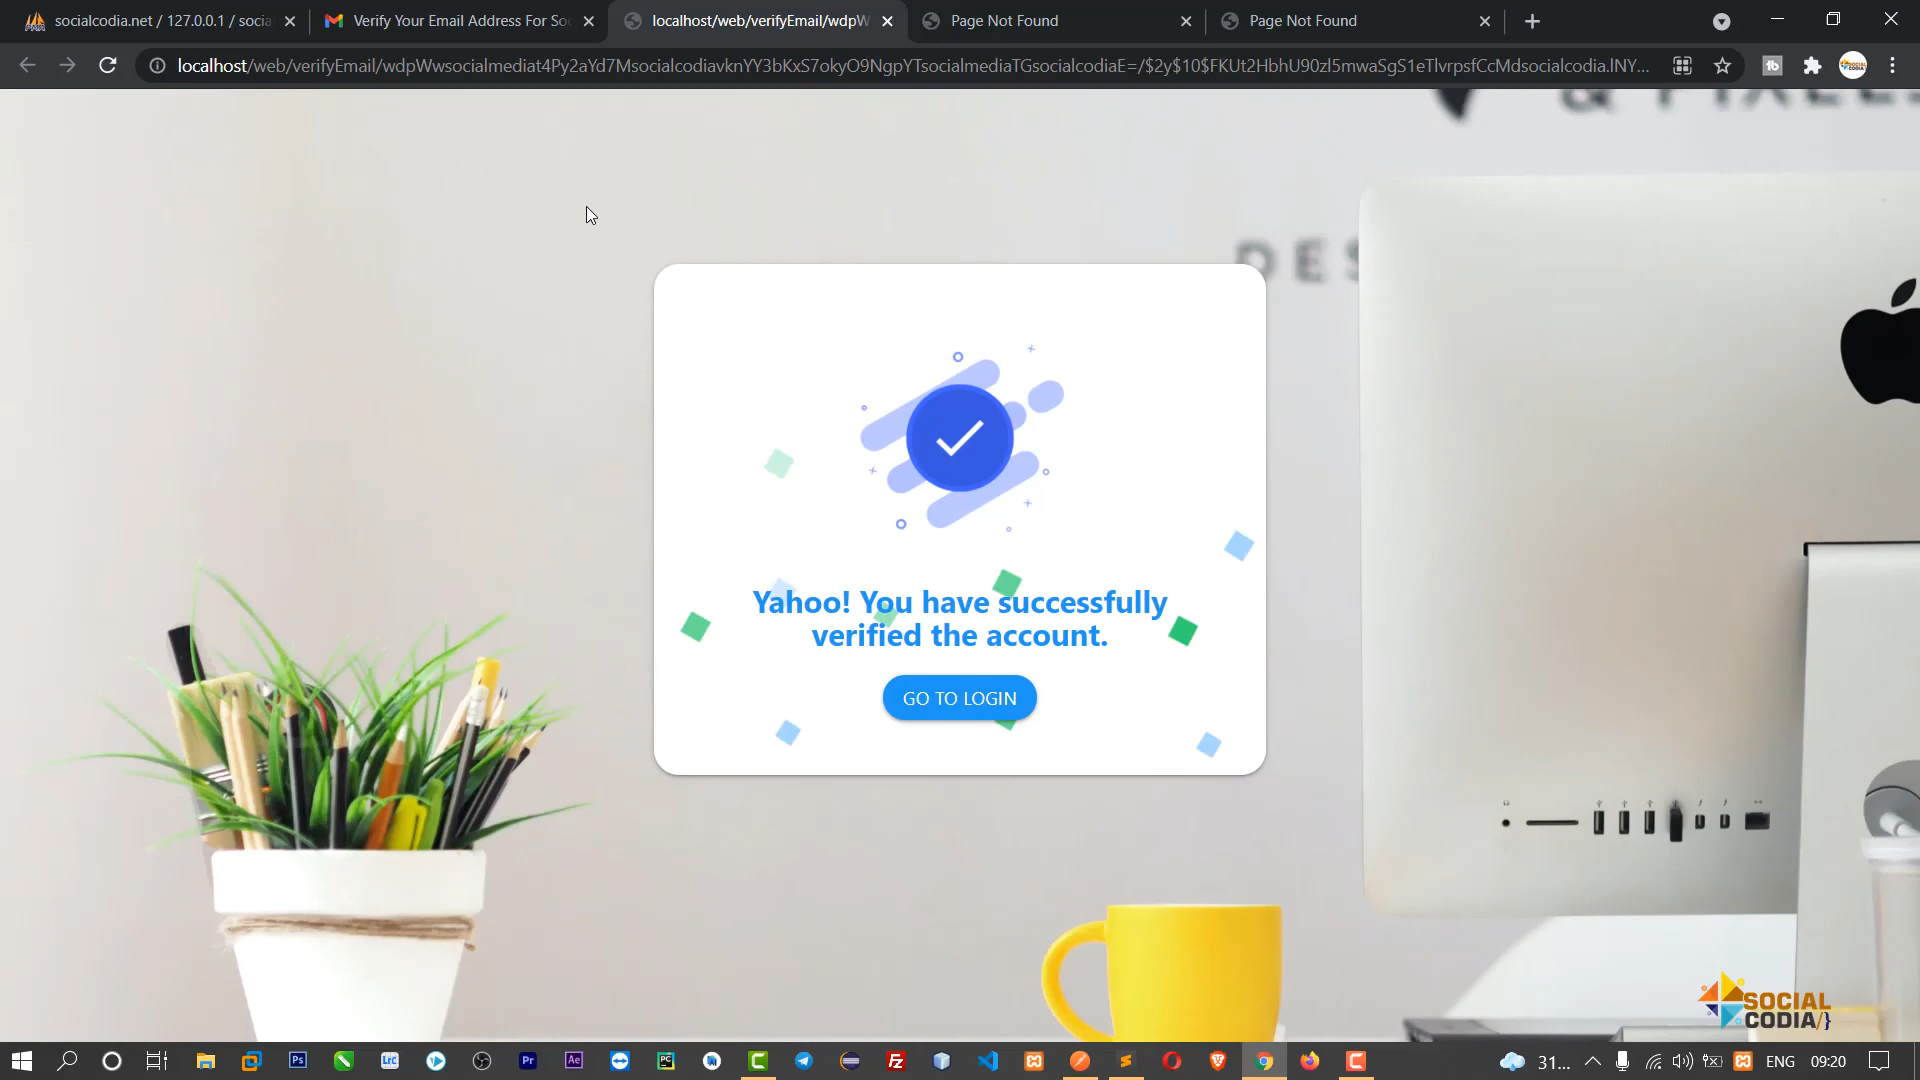 socialcodia.net / 127.0.0.1 / socia
Verify Your Email Address For So
localhost/web/verifyEmail/wdpW
Page Not Found
Page Not Found
localhost/web/verifyEmail/wdpWwsocialmediat4Py2aYd7MsocialcodiavknYY3bKxS7okyO9NgpYTsocialmediaTGsocialcodiaE=/$2y$10$FKUt2HbhU90zl5mwaSgS1eTlvrpsfCcMdsocialcodia.lNY...
DES
Yahoo! You have successfully
verified the account.
GO TO LOGIN
SOCIAL
CODIA/}
31...
ENG
09:20